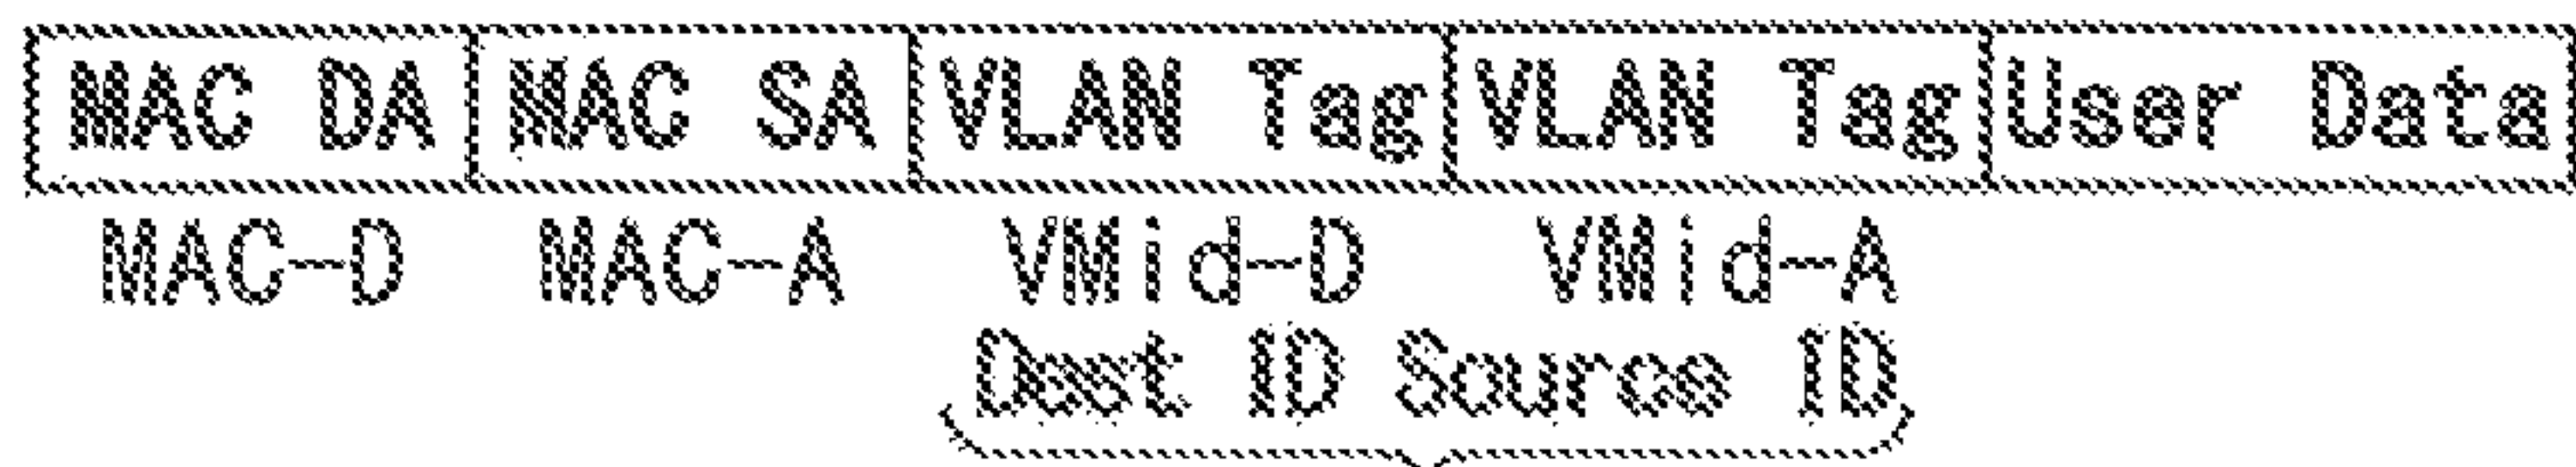 MAC DA MAC SA VLAN Tag VLAN Tag User Data
MAC-D MAC-A VMid-D VMid-A
Dest ID Source ID